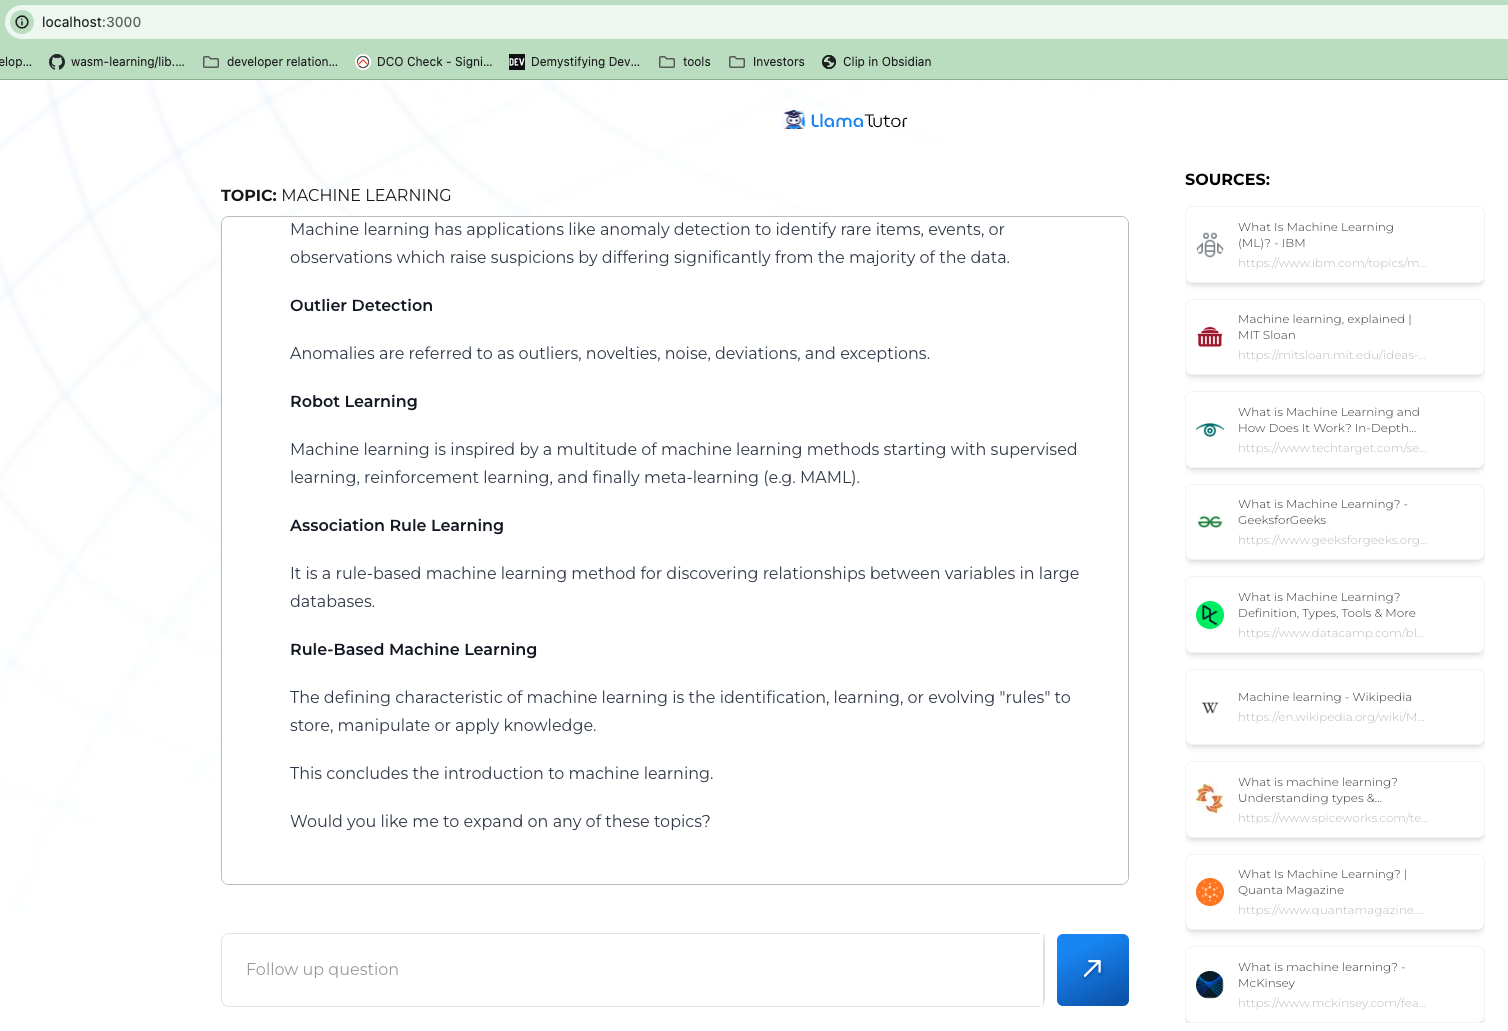 localhost:3000
elop...
wasm-learning/lib....
developer relation...
DCO Check - Signi...
DEV
Demystifying Dev...
tools
Investors
Clip in Obsidian
LlamaTutor
TOPIC: MACHINE LEARNING
Machine learning has applications like anomaly detection to identify rare items, events, or
observations which raise suspicions by differing significantly from the majority of the data.
Outlier Detection
Anomalies are referred to as outliers, novelties, noise, deviations, and exceptions.
Robot Learning
Machine learning is inspired by a multitude of machine learning methods starting with supervised
learning, reinforcement learning, and finally meta-learning (e.g. MAML).
Association Rule Learning
It is a rule-based machine learning method for discovering relationships between variables in large
databases.
Rule-Based Machine Learning
The defining characteristic of machine learning is the identification, learning, or evolving "rules" to
store, manipulate or apply knowledge.
This concludes the introduction to machine learning.
Would you like me to expand on any of these topics?
Follow up question
SOURCES:
What Is Machine Learning
(ML)? - IBM
https://www.ibm.com/topics/m...
Machine learning, explained |
MIT Sloan
https://mitsloan.mit.edu/ideas-...
What is Machine Learning and
How Does It Work? In-Depth...
https://www.techtarget.com/se...
What is Machine Learning? -
GeeksforGeeks
https://www.geeksforgeeks.org...
What is Machine Learning?
Definition, Types, Tools & More
https://www.datacamp.com/bl...
W
Machine learning - Wikipedia
https://en.wikipedia.org/wiki/M...
What is machine learning?
Understanding types &...
https://www.spiceworks.com/te...
What Is Machine Learning? |
Quanta Magazine
https://www.quantamagazine....
What is machine learning? -
McKinsey
https://www.mckinsey.com/fea...